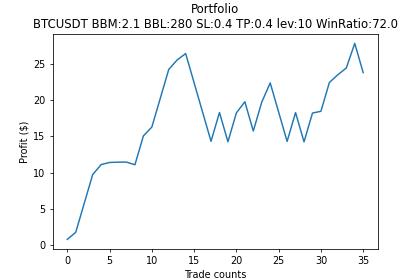 Portfolio
BTCUSDT BBM:2.1 BBL:280 SL:0.4 TP:0.4 lev:10 WinRatio:72.0
25
20
15
10
5
0
Profit ($)
0 5 10 15 20 25 30 35
Trade counts